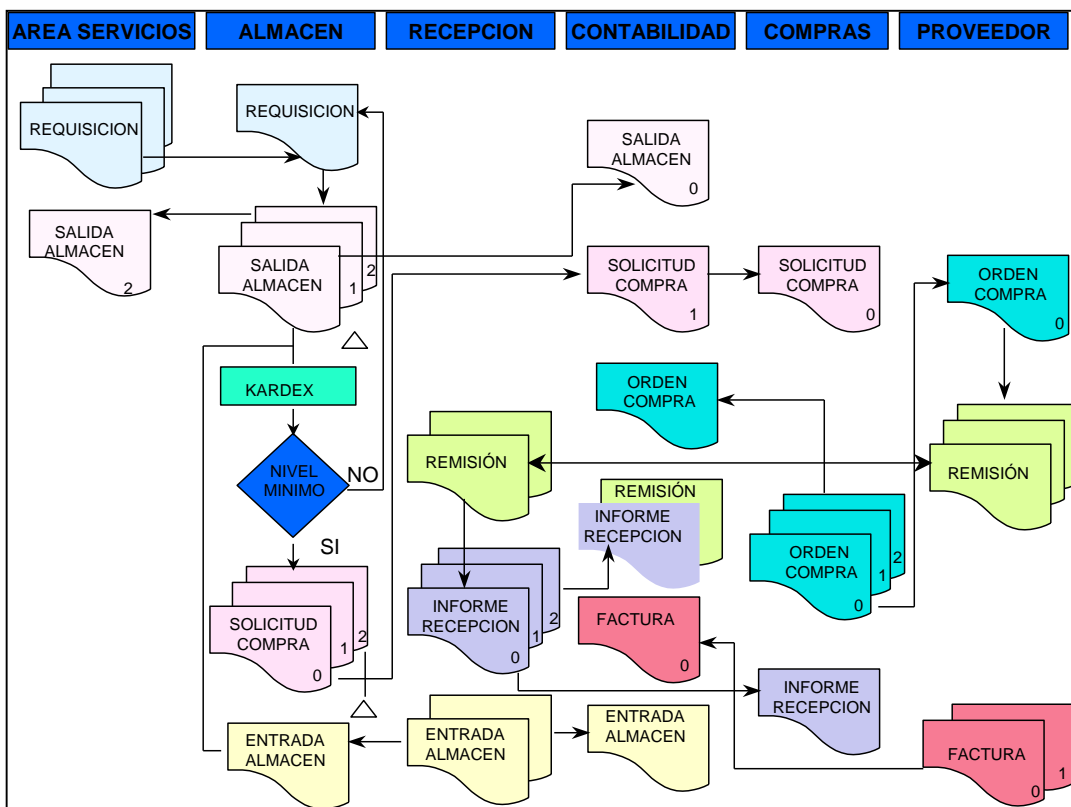 AREA SERVICIOS
ALMACEN
RECEPCION
CONTABILIDAD
COMPRAS
PROVEEDOR
REQUISICION
REQUISICION
SALIDA
ALMACEN
0
SALIDA
ALMACEN
2
SALIDA
ALMACEN
1
2
SOLICITUD
COMPRA
1
SOLICITUD
COMPRA
0
ORDEN
COMPRA
0
KARDEX
ORDEN
COMPRA
NIVEL
MINIMO
NO
SI
REMISIÓN
REMISIÓN
REMISIÓN
INFORME
RECEPCION
ORDEN
COMPRA
0
1
2
SOLICITUD
COMPRA
0
1
2
INFORME
RECEPCION
0
1
2
FACTURA
0
INFORME
RECEPCION
ENTRADA
ALMACEN
ENTRADA
ALMACEN
ENTRADA
ALMACEN
FACTURA
0
1